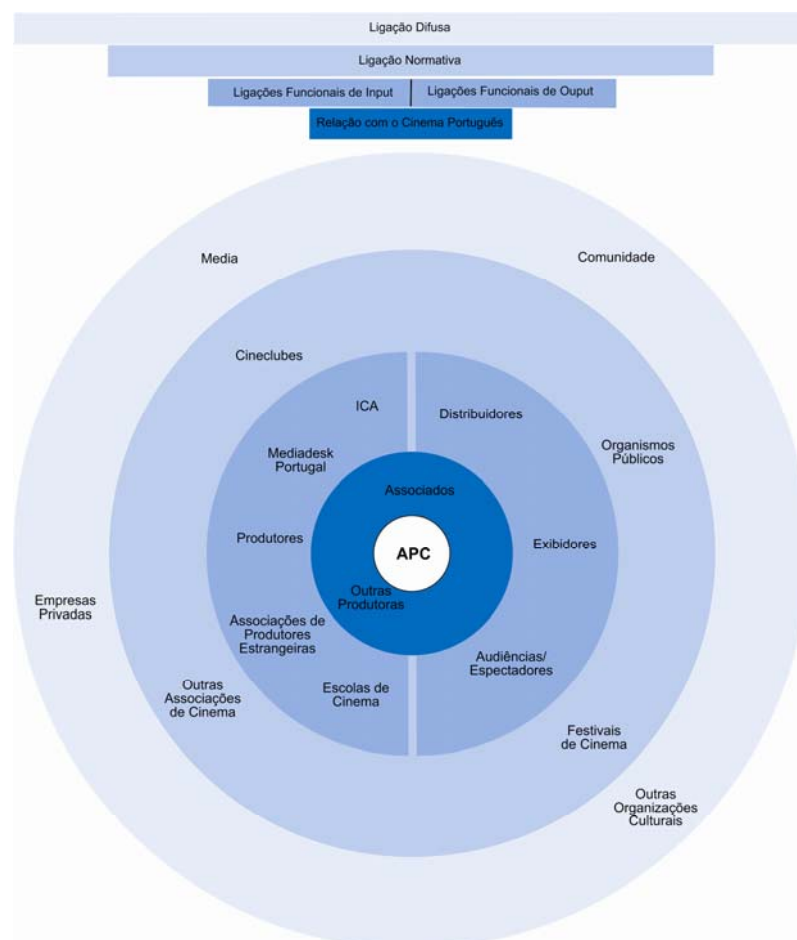 Ligação Difusa
Ligação Normativa
Ligações Funcionais de Input
Ligações Funcionais de Ouput
Relação com o Cinema Português
Media
Comunidade
Cineclubes
ICA
Distribuidores
Mediadesk
Portugal
Organismos
Públicos
Associados
Produtores
APC
Exibidores
Outras
Produtoras
Empresas
Privadas
Associações de
Produtores
Estrangeiras
Audiências/
Espectadores
Outras
Associações
de Cinema
Escolas de
Cinema
Festivais
de Cinema
Outras
Organizações
Culturais